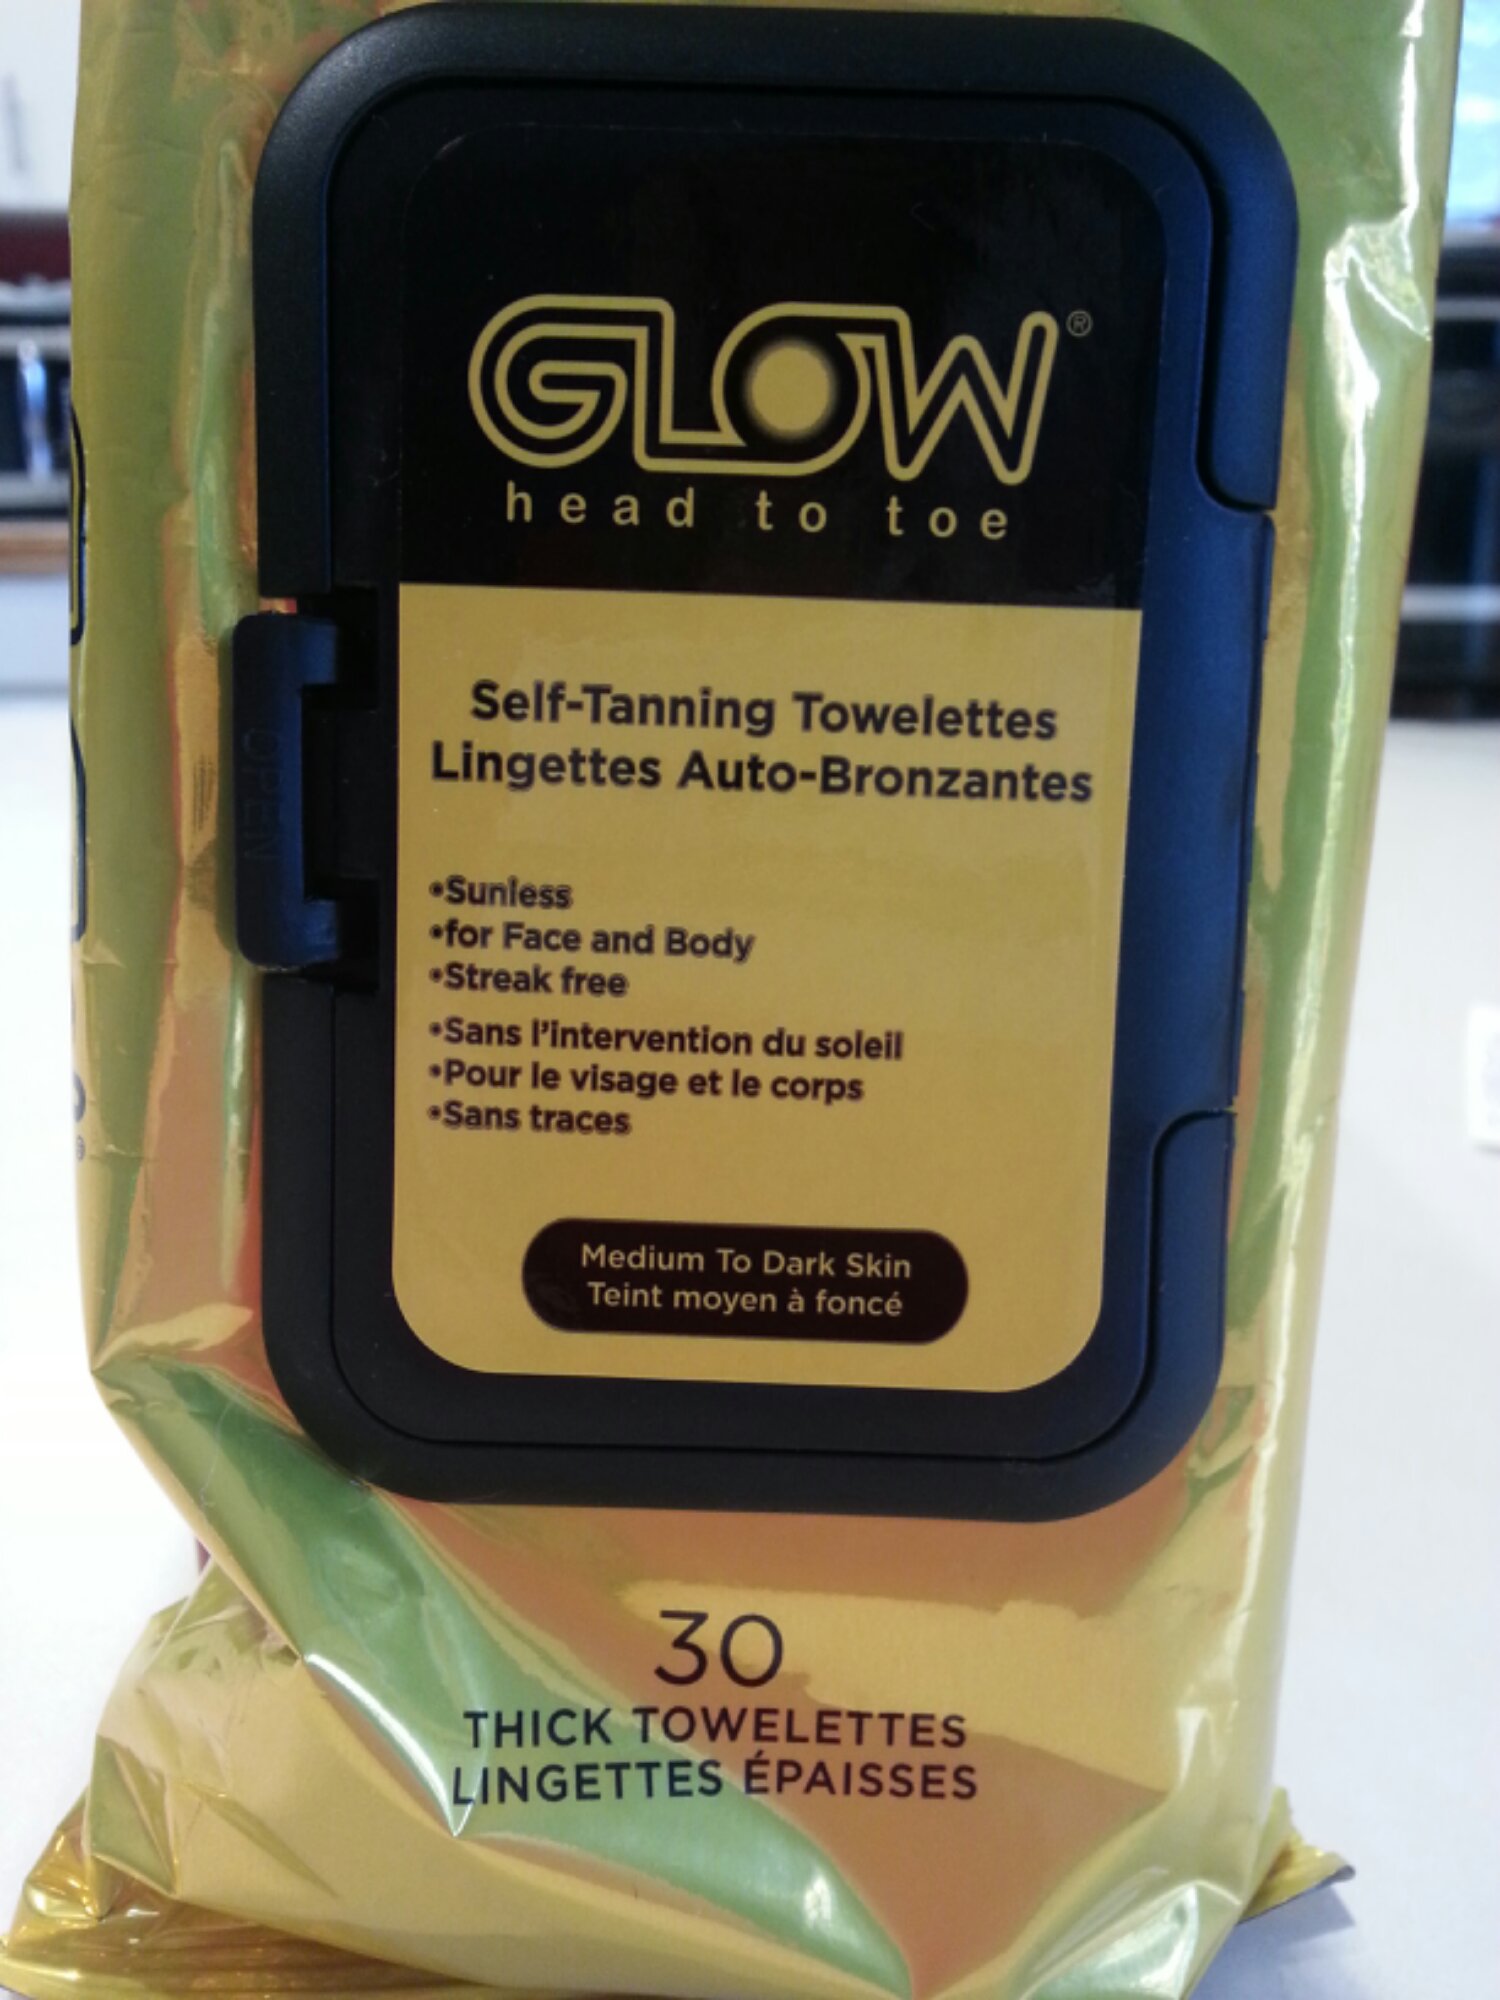 GLOW®
head to toe
Self-Tanning Towelettes
Lingettes Auto-Bronzantes
•Sunless
•for Face and Body
•Streak free
•Sans l'intervention du soleil
•Pour le visage et le corps
•Sans traces
Medium To Dark Skin
Teint moyen à foncé
OPEN
30
THICK TOWELETTES
LINGETTES ÉPAISSES